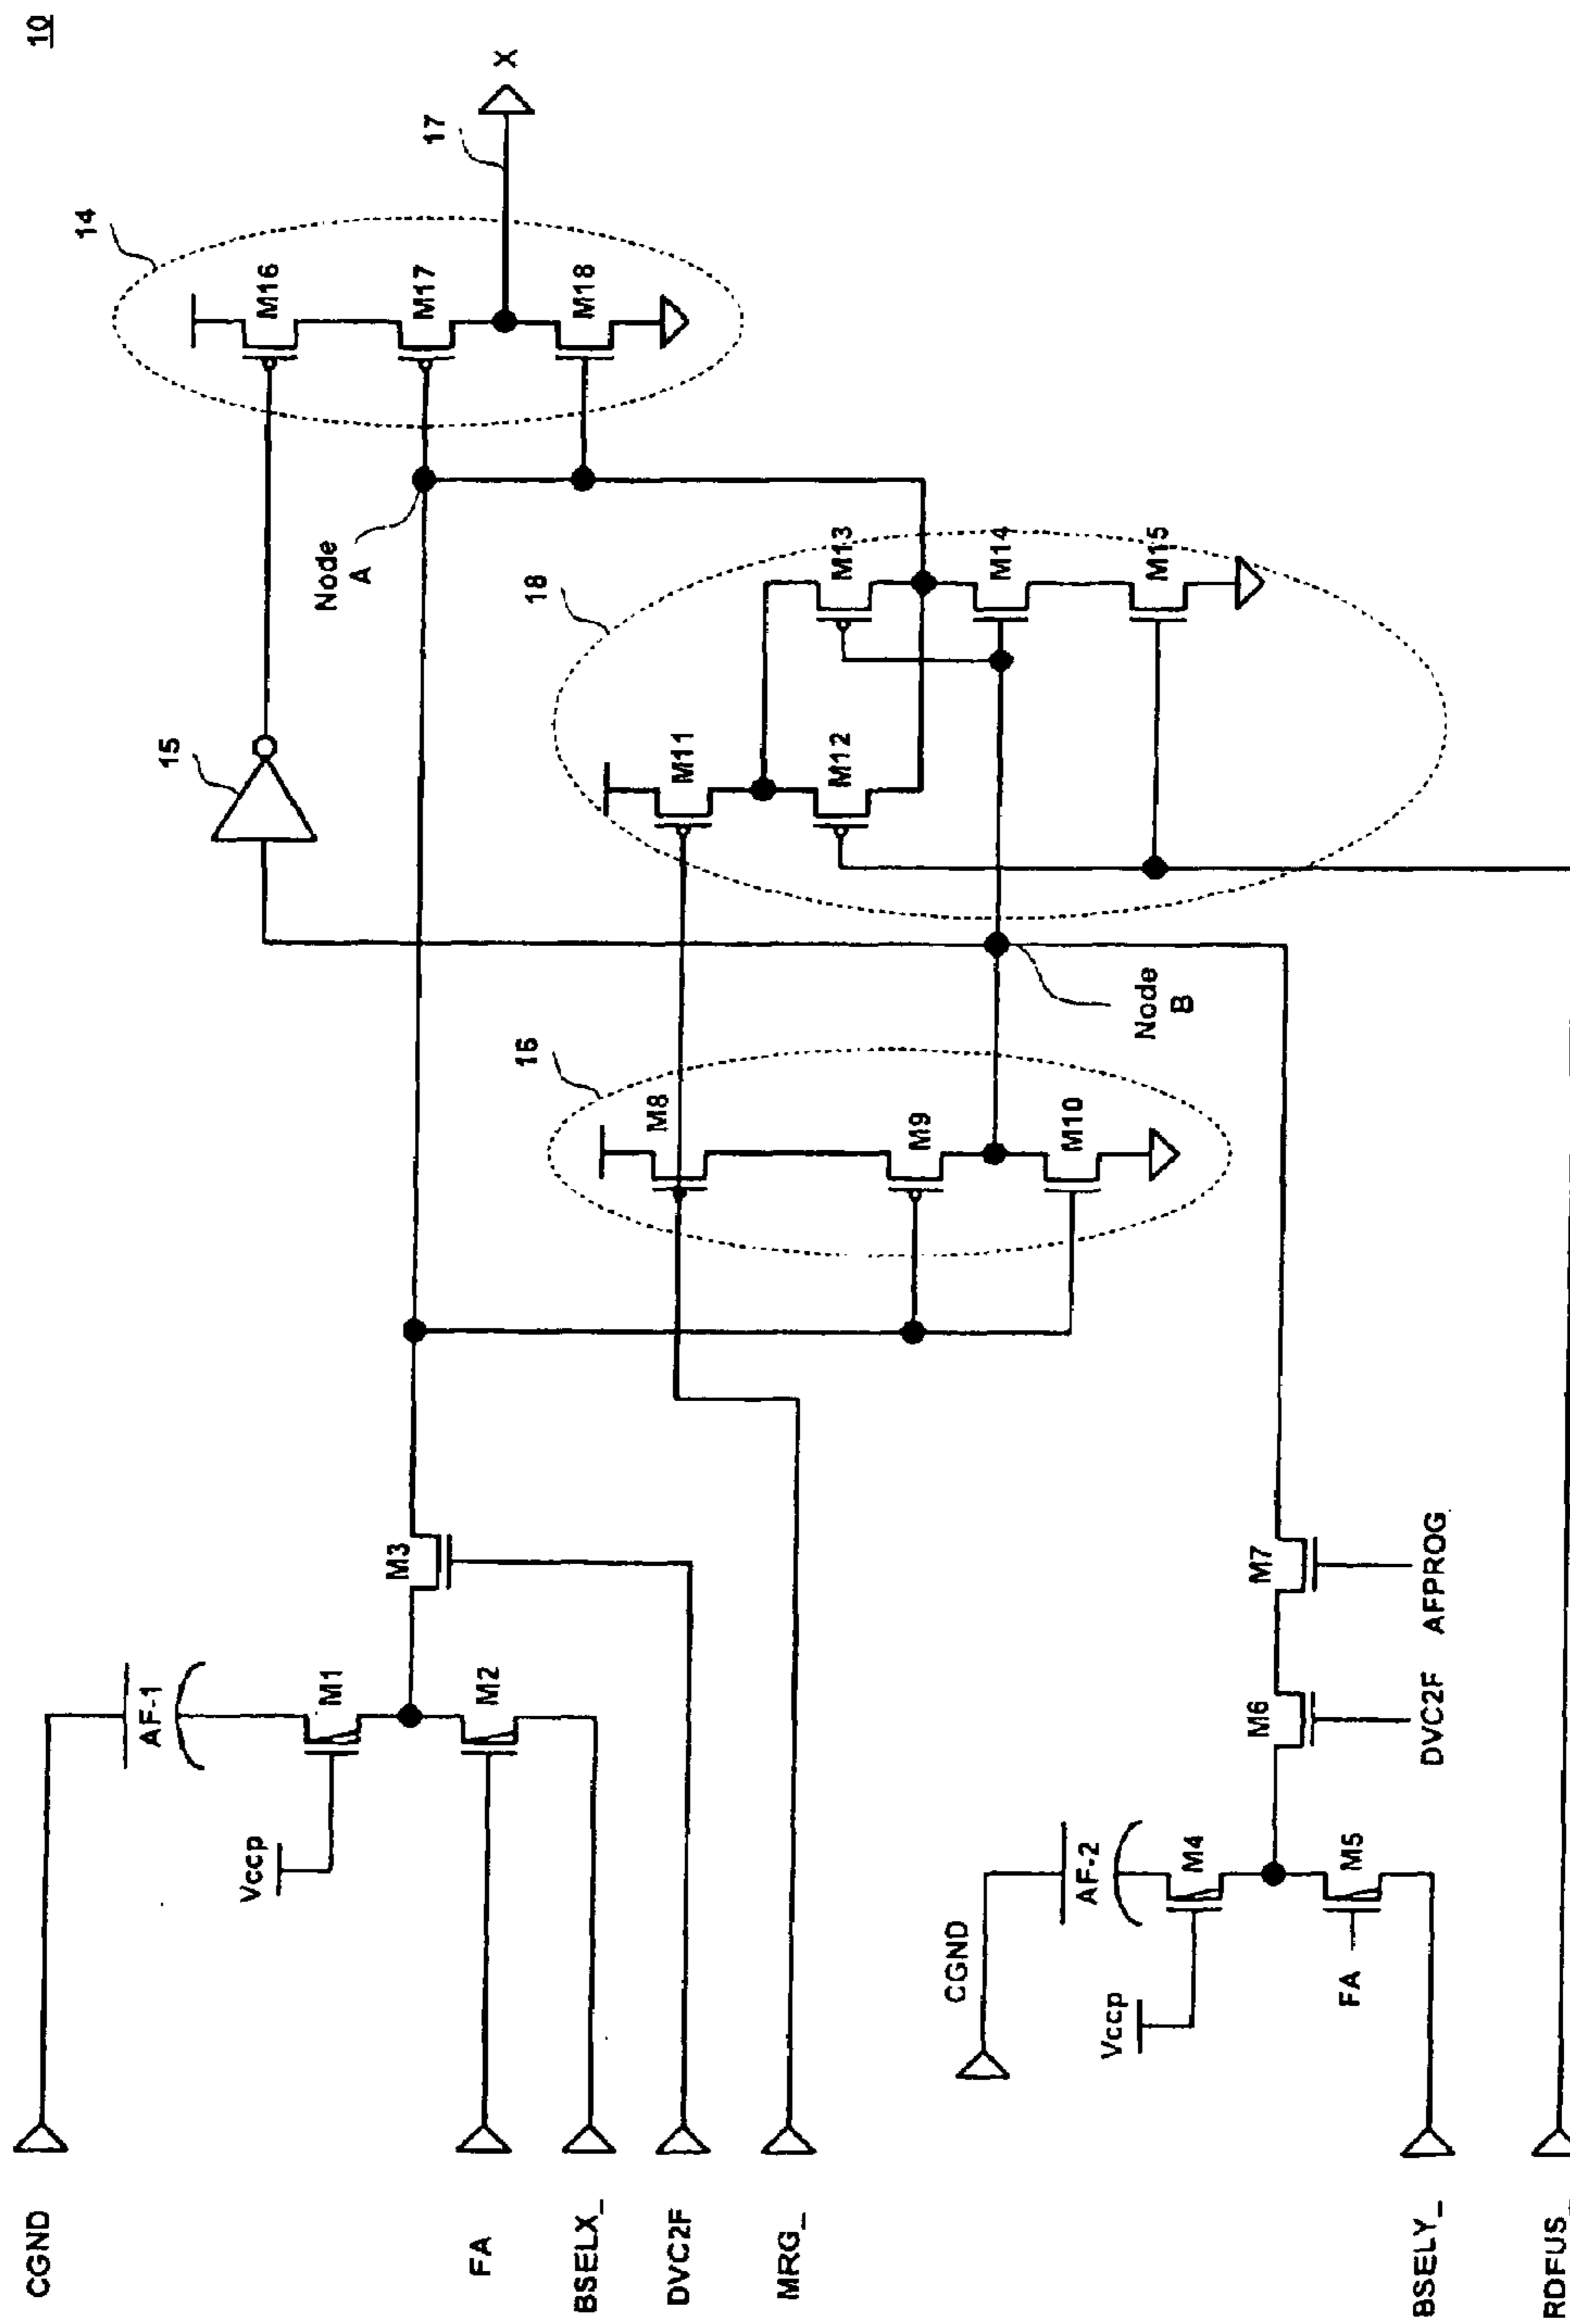 10
X
17
14
M16
M17
M18
15
Node
A
18
M11
M13
M12
M14
M15
Node
B
16
M8
M9
M10
M3
AF-1
M1
M2
Vccp
CGND
FA
BSELX_
DVC2F
MRG_
M7
AFPROG
M6
DVC2F
CGND
AF-2
M4
M5
Vccp
FA
BSELY_
RDFUS_